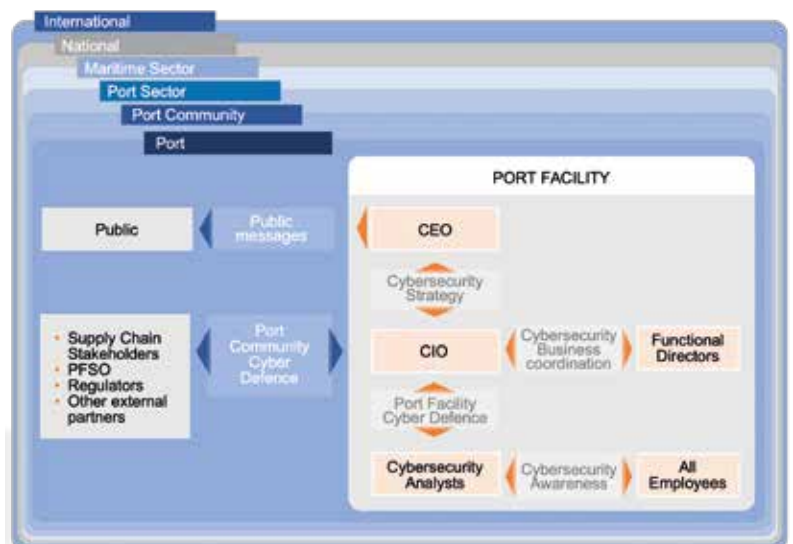 International
National
Maritime Sector
Port Sector
Port Community
Port
PORT FACILITY
Public
Public
messages
CEO
Cybersecurity
Strategy
• Supply Chain
Stakeholders
• PFSO
• Regulators
• Other external
partners
Port
Community
Cyber
Defence
CIO
Cybersecurity
Business
coordination
Functional
Directors
Port Facility
Cyber Defence
Cybersecurity
Analysts
Cybersecurity
Awareness
All
Employees